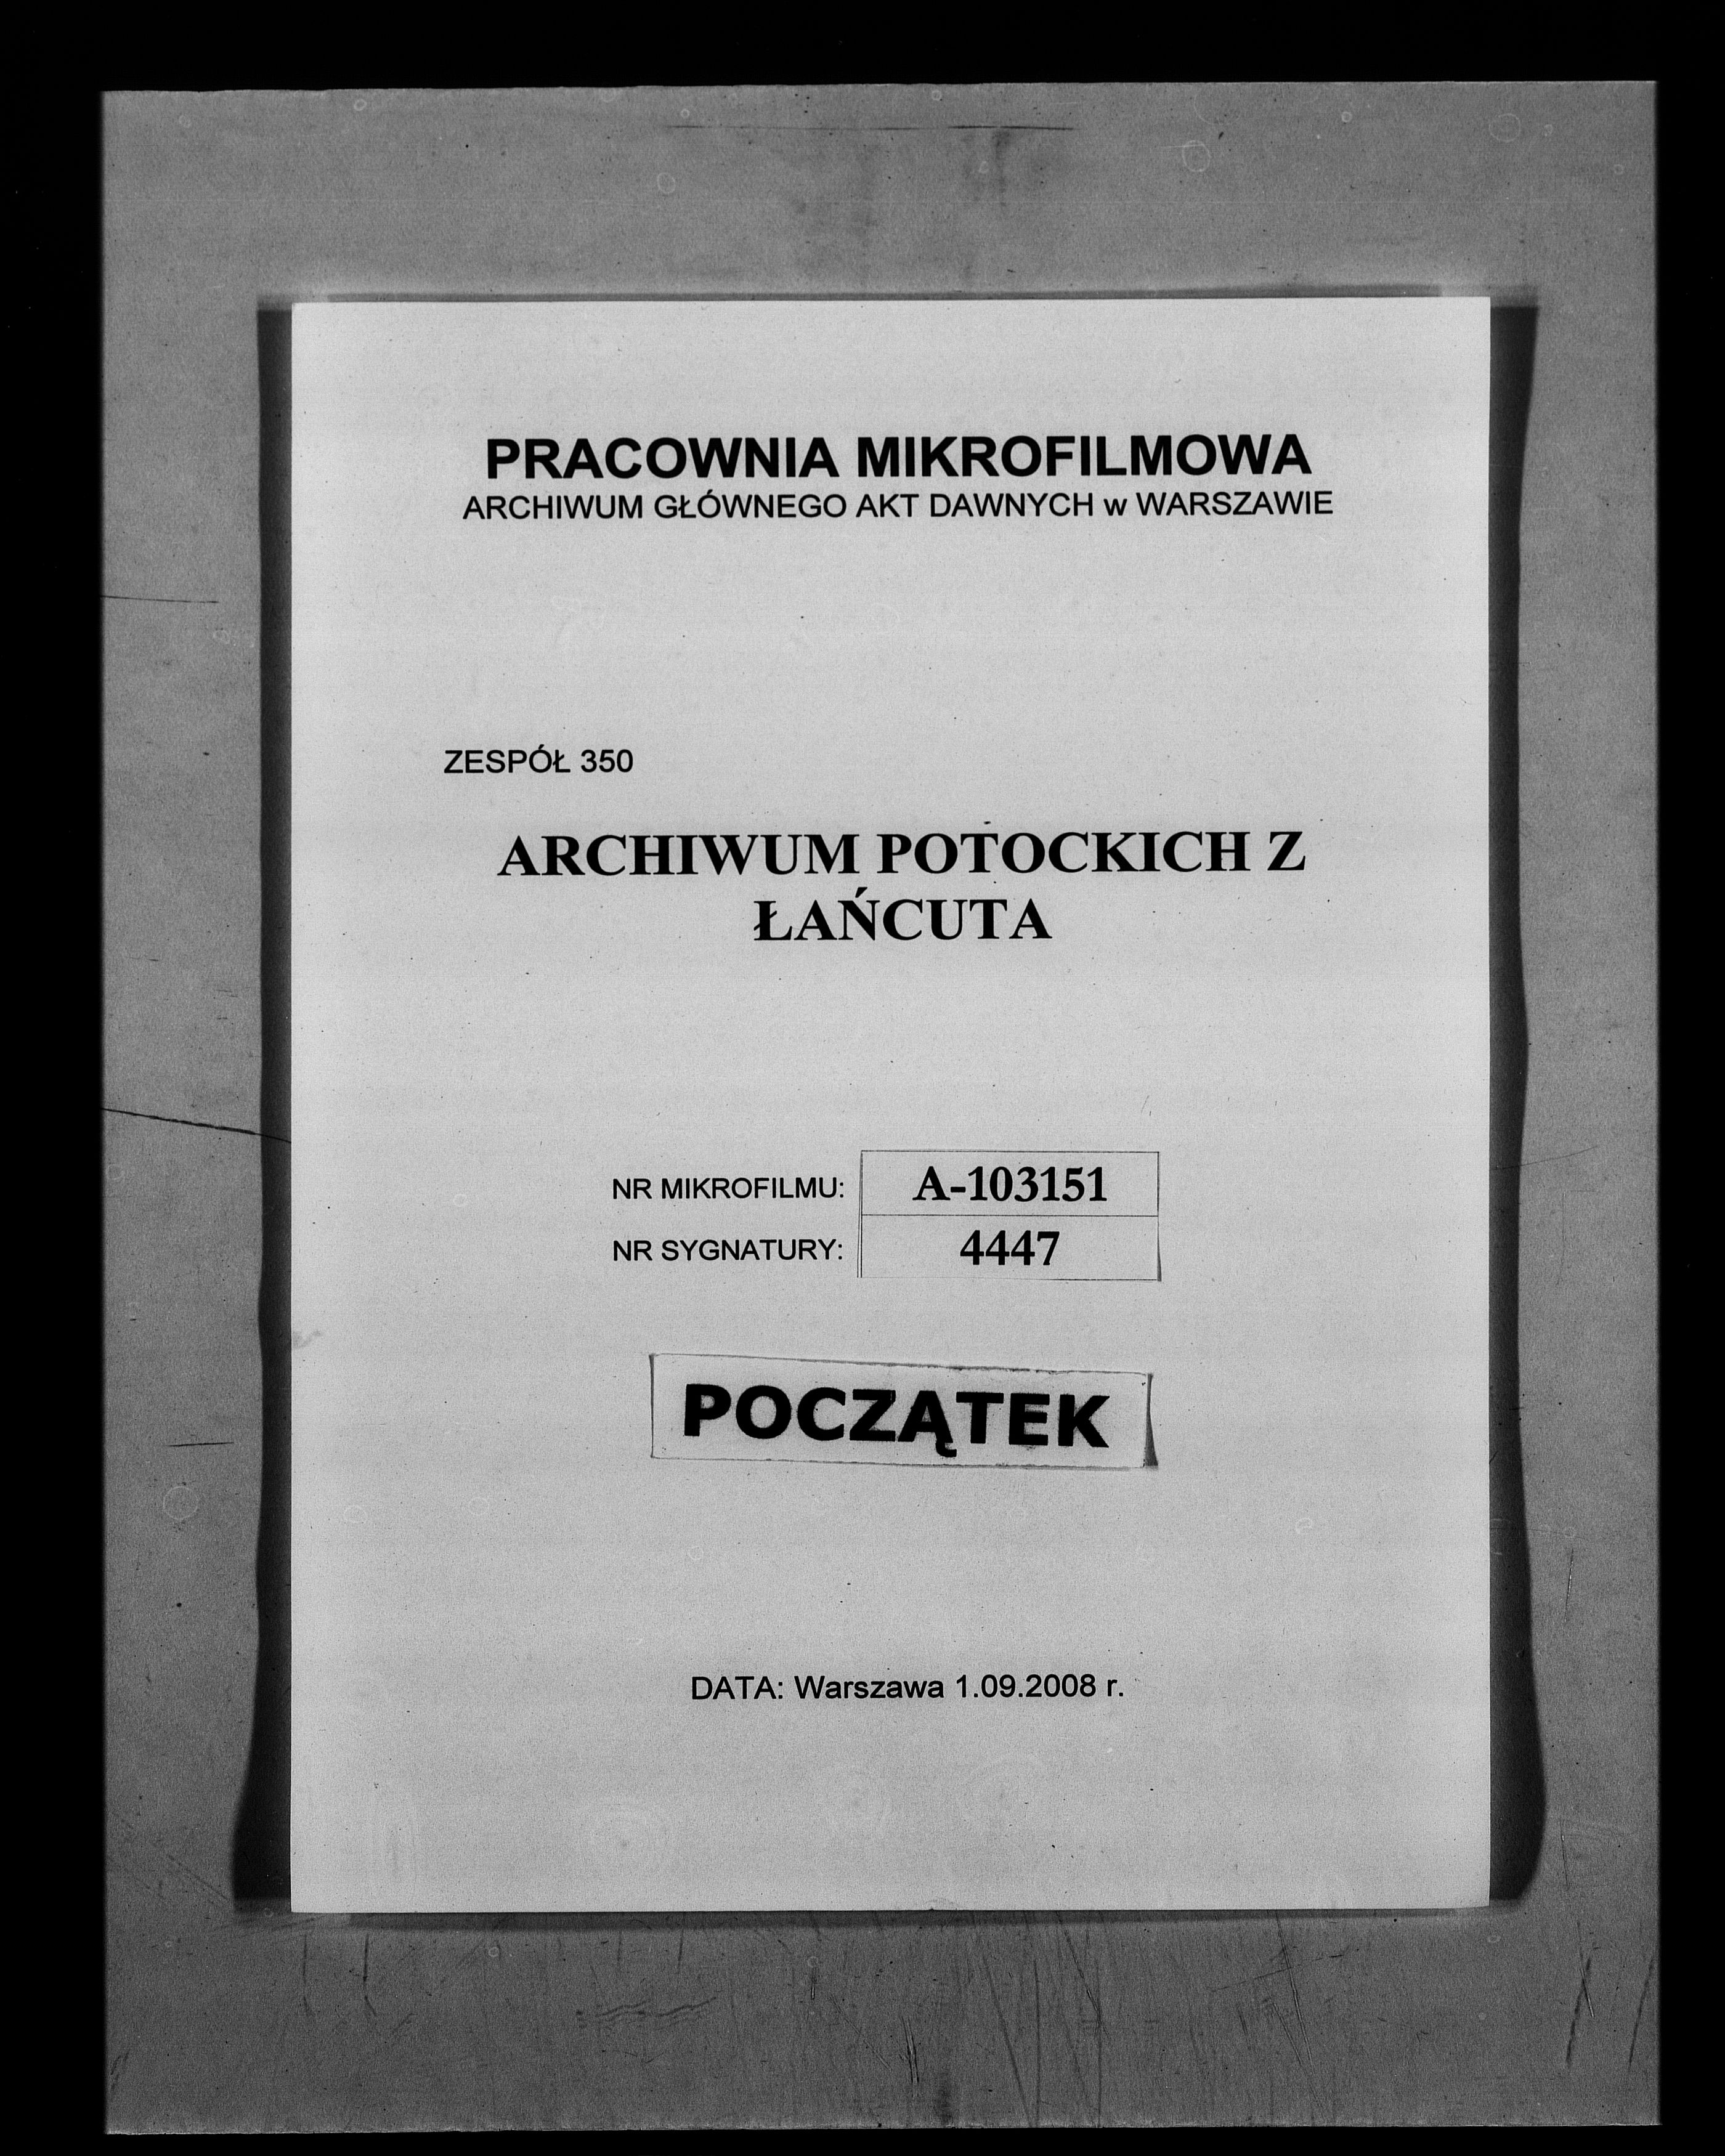 PRACOWNIA MIKROFILMOWA
ARCHIWUM GŁÓWNEGO AKT DAWNYCH w WARSZAWIE
ZESPÓŁ 350
ARCHIWUM POTOCKICH Z
ŁAŃCUTA
NR MIKROFILMU: A-103151
NR SYGNATURY: 4447
POCZĄTEK
DATA: Warszawa 1.09.2008 r.